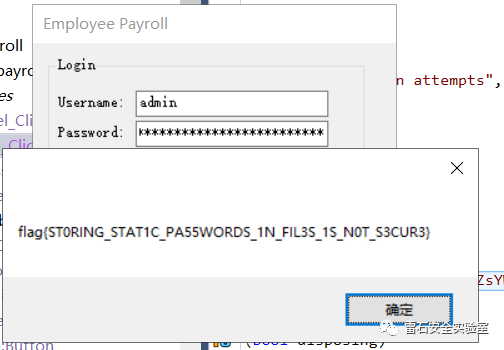 Employee Payroll
roll
payro
Login
es
n attempts",
Username: admin
el_Cli
Password: ************************
_Clic
flag{ST0RING_STAT1C_PA55WORDS_1N_FIL3S_1S_N0T_S3CUR3}
ZsY
确定
雷石安全实验室
(bool disposing)
:Button